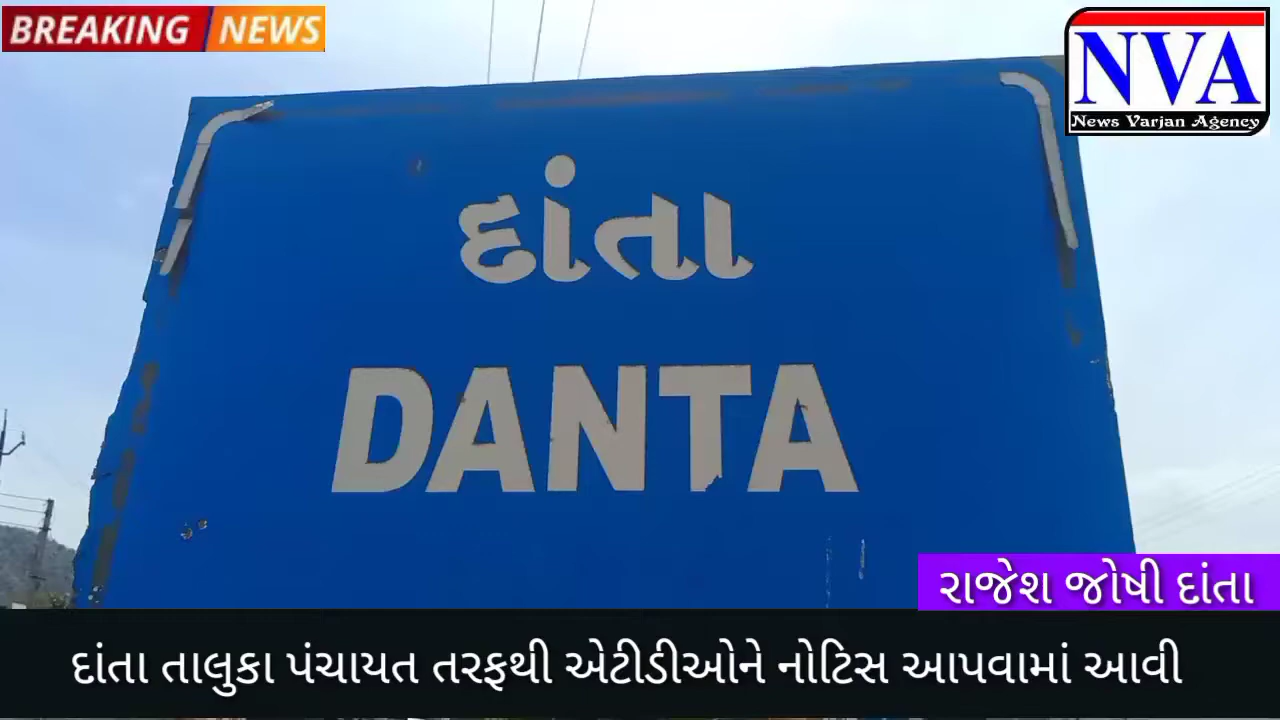 BREAKING NEWS
NVA
News Varjan Agency
દાંતા
DANTA
રાજેશ જોષી દાંતા
દાંતા તાલુકા પંચાયત તરફથી એટીડીઓને નોટિસ આપવામાં આવી